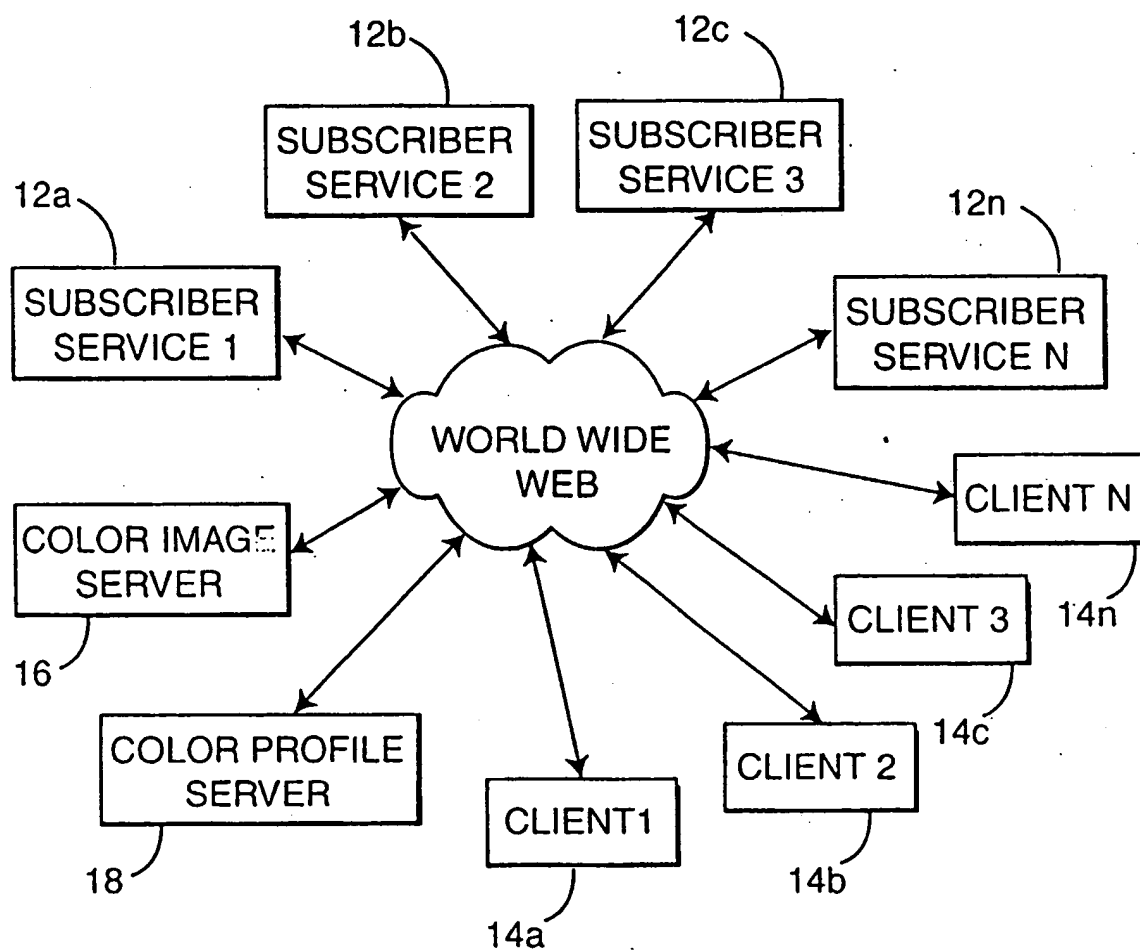 12b
12c
SUBSCRIBER
SERVICE 2
SUBSCRIBER
SERVICE 3
12a
12n
SUBSCRIBER
SERVICE 1
SUBSCRIBER
SERVICE N
WORLD WIDE
WEB
CLIENT N
COLOR IMAGE
SERVER
14n
CLIENT 3
16
14c
COLOR PROFILE
SERVER
CLIENT 2
CLIENT1
18
14b
14a